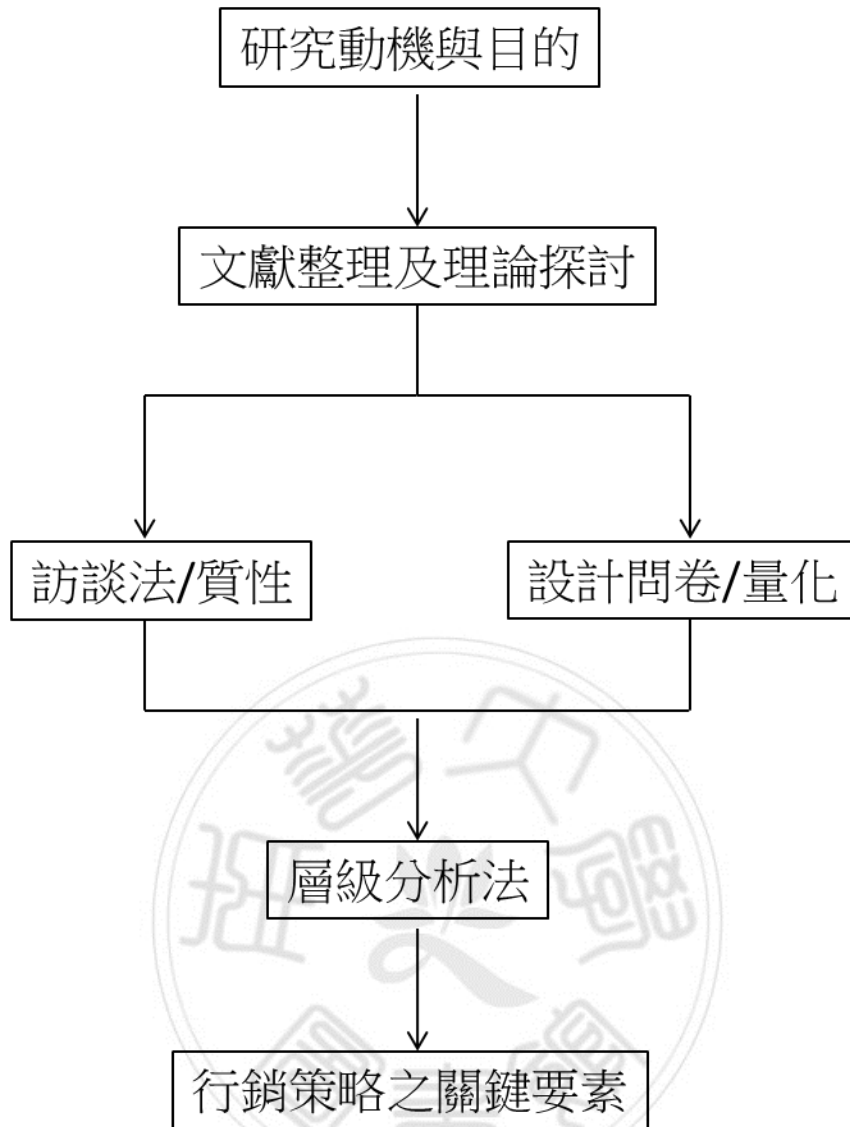 研究動機與目的
文獻整理及理論探討
訪談法/質性
設計問卷/量化
層級分析法
行銷策略之關鍵要素